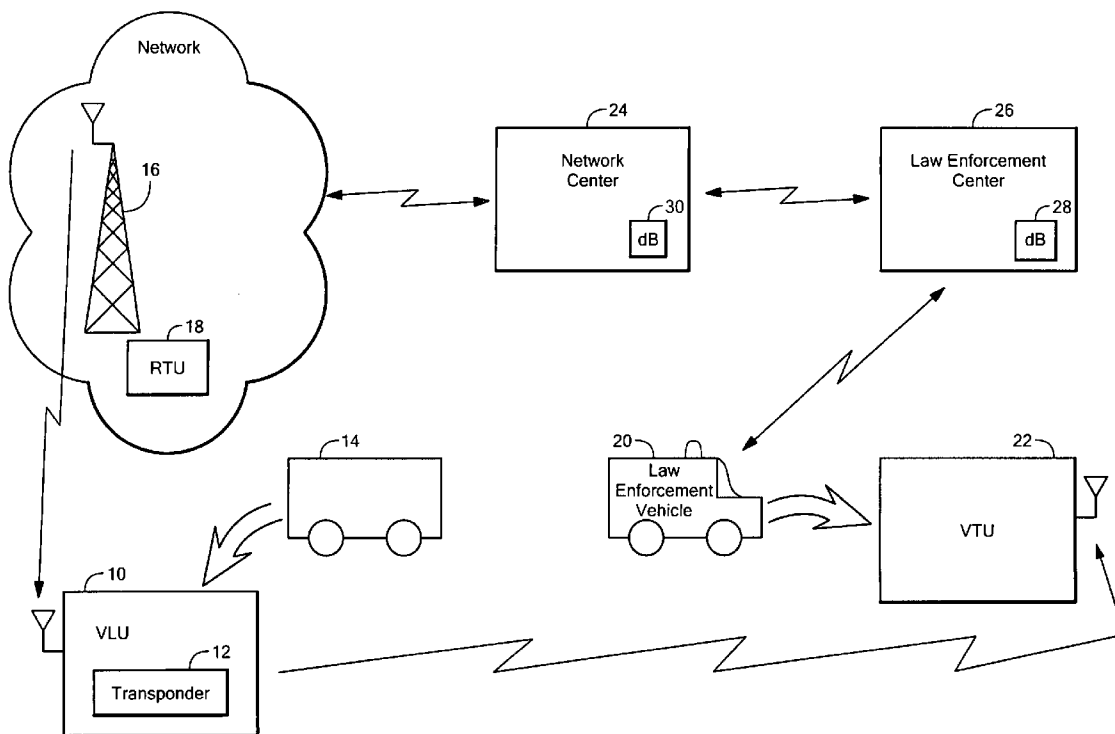 Network
16
18
RTU
24
Network
Center
30
dB
26
Law Enforcement
Center
28
dB
14
20
Law
Enforcement
Vehicle
22
VTU
10
VLU
12
Transponder